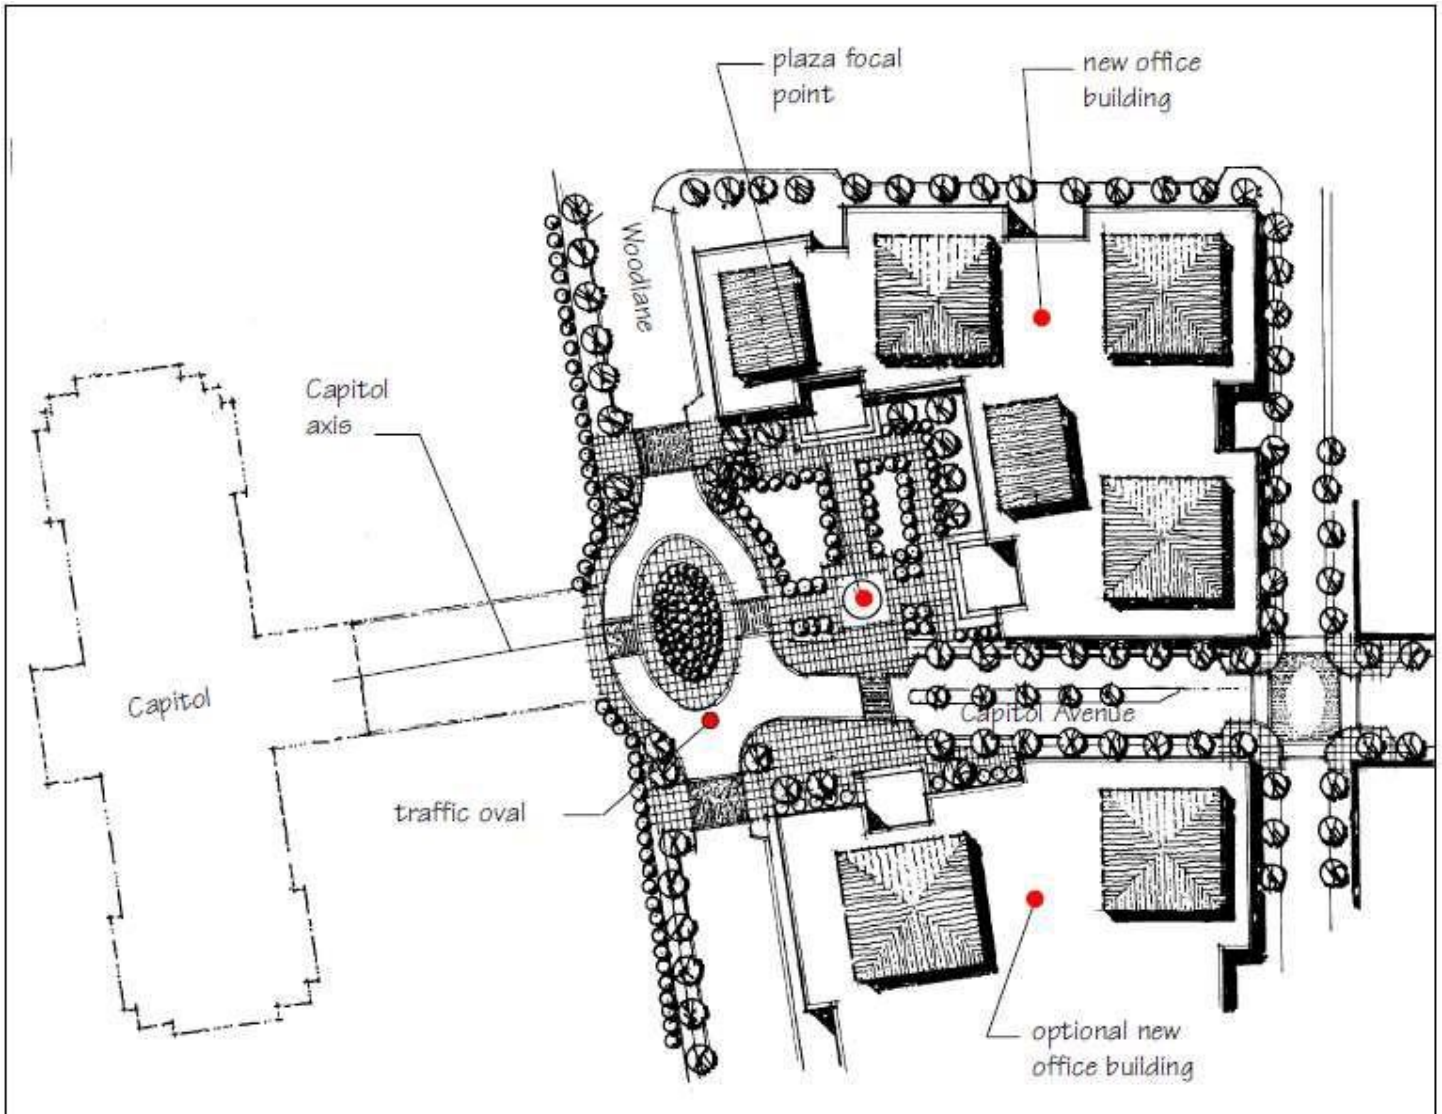 plaza focal
point
new office
building
Woodlane
Capitol
axis
Capitol
Capitol Avenue
traffic oval
optional new
office building